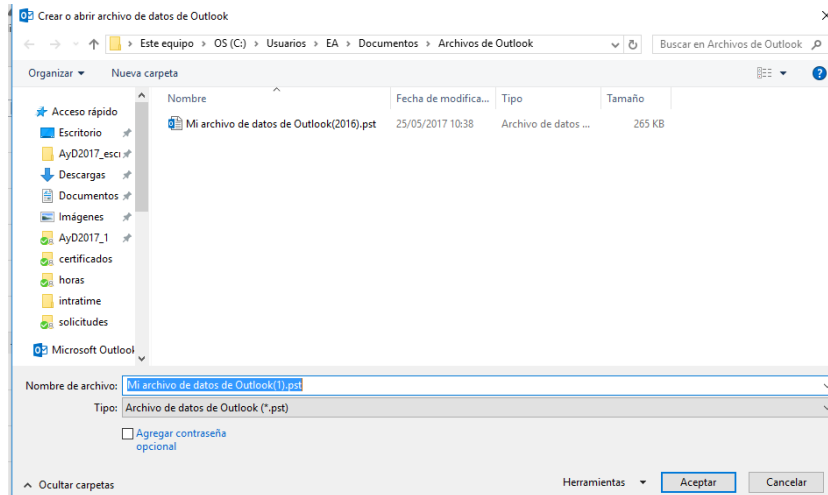 Crear o abrir archivo de datos de Outlook
Este equipo > OS (C:) > Usuarios > EA > Documentos > Archivos de Outlook
Buscar en Archivos de Outlook
Organizar
Nueva carpeta
Nombre
Fecha de modifica...
Tipo
Tamaño
Acceso rápido
Mi archivo de datos de Outlook(2016).pst
25/05/2017 10:38
Archivo de datos ...
265 KB
Escritorio
AyD2017_escı
Descargas
Documentos
Imágenes
AyD2017_1
certificados
horas
intratime
solicitudes
Microsoft Outlook
Nombre de archivo: Mi archivo de datos de Outlook(1).pst
Tipo: Archivo de datos de Outlook (*.pst)
Agregar contraseña
opcional
Ocultar carpetas
Herramientas
Aceptar
Cancelar